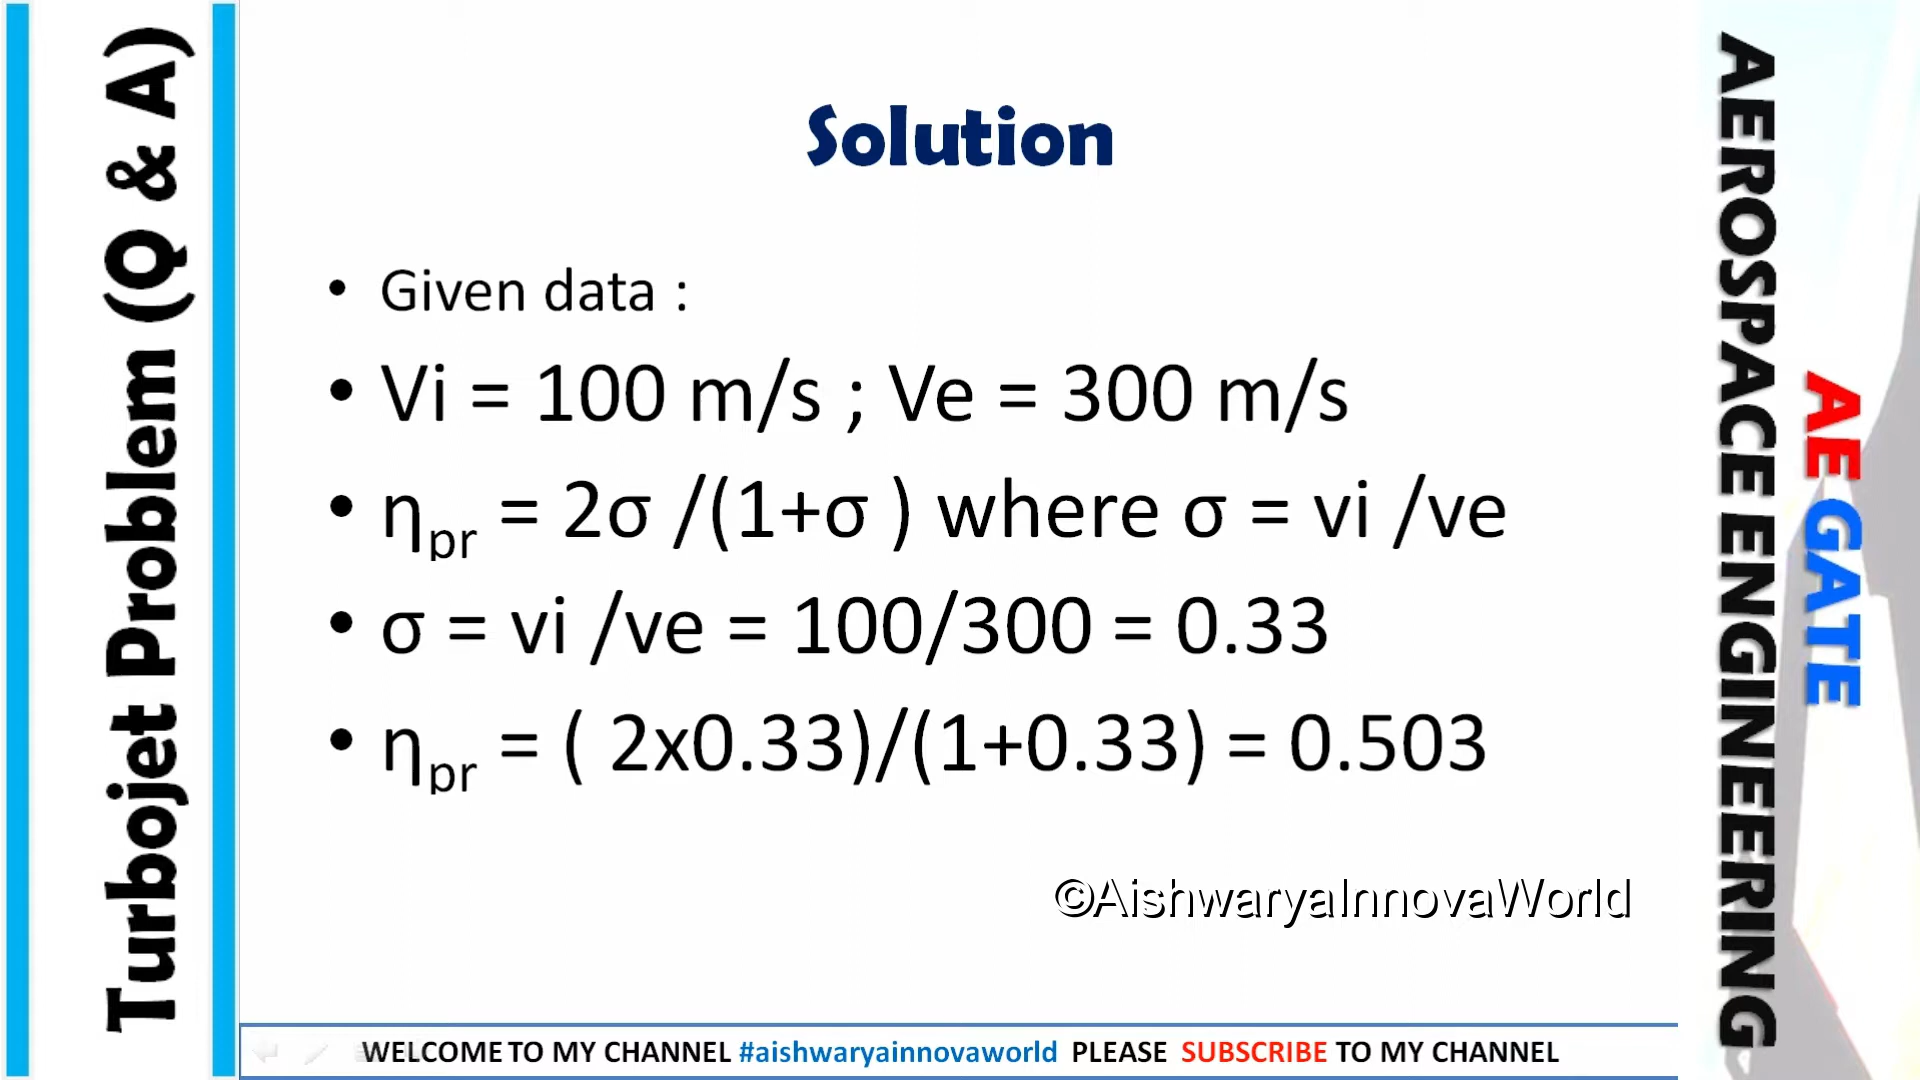 Turbojet Problem (Q & A)
Solution
• Given data :
• Vi = 100 m/s ; Ve = 300 m/s
• ηpr = 2σ /(1+σ ) where σ = vi /ve
• σ = vi /ve = 100/300 = 0.33
• ηpr = ( 2x0.33)/(1+0.33) = 0.503
©AishwaryaInnovaWorld
WELCOME TO MY CHANNEL #aishwaryainnovaworld PLEASE SUBSCRIBE TO MY CHANNEL
AEROSPACE ENGINEERING
AE GATE